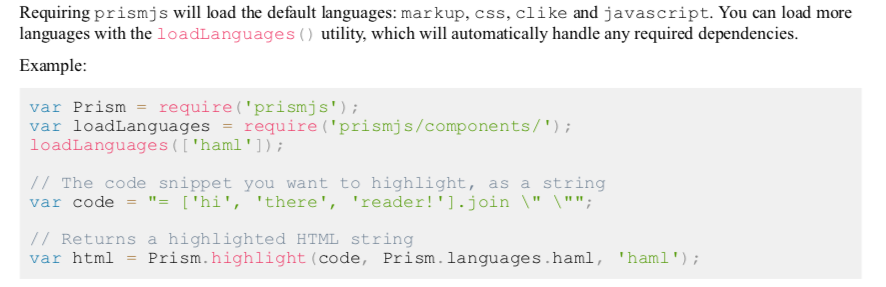 Requiring prismjs will load the default languages: markup, css, clike and javascript. You can load more
languages with the loadLanguages() utility, which will automatically handle any required dependencies.
Example:
var Prism = require('prismjs');
var loadLanguages = require('prismjs/components/');
loadLanguages(['haml']);
// The code snippet you want to highlight, as a string
var code = "= ['hi', 'there', 'reader!'].join \" \"";
// Returns a highlighted HTML string
var html = Prism.highlight(code, Prism.languages.haml, 'haml');